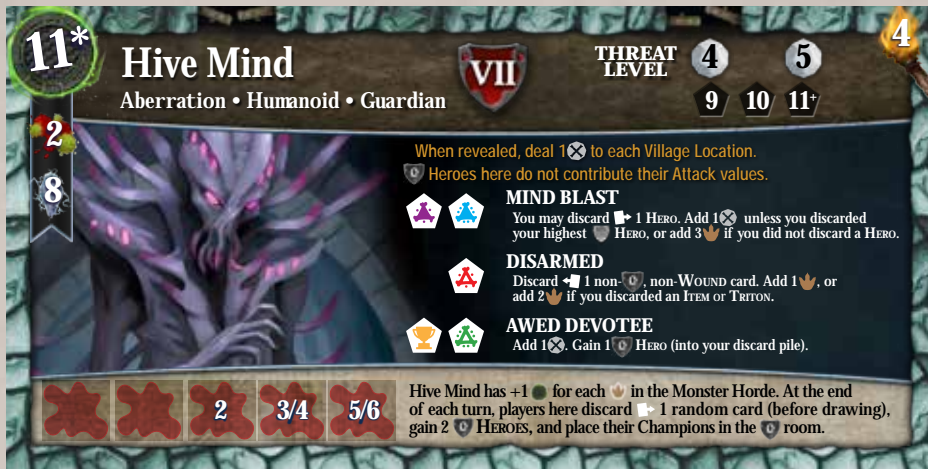 11*
Hive Mind
Aberration • Humanoid • Guardian
VII
THREAT
LEVEL
4 5
9 10 11+
4
2
8
When revealed, deal 1 to each Village Location.
0 Heroes here do not contribute their Attack values.
MIND BLAST
You may discard 1 HERO. Add 1 unless you discarded
your highest HERO, or add 3 if you did not discard a HERO.
DISARMED
Discard 1 non-0, non-WOUND card. Add 1, or
add 2 if you discarded an ITEM OR TRITON.
AWED DEVOTEE
Add 1. Gain 1 0 HERO (into your discard pile).
2 3/4 5/6
Hive Mind has +1 for each in the Monster Horde. At the end
of each turn, players here discard 1 random card (before drawing),
gain 2 0 HEROES, and place their Champions in the 0 room.